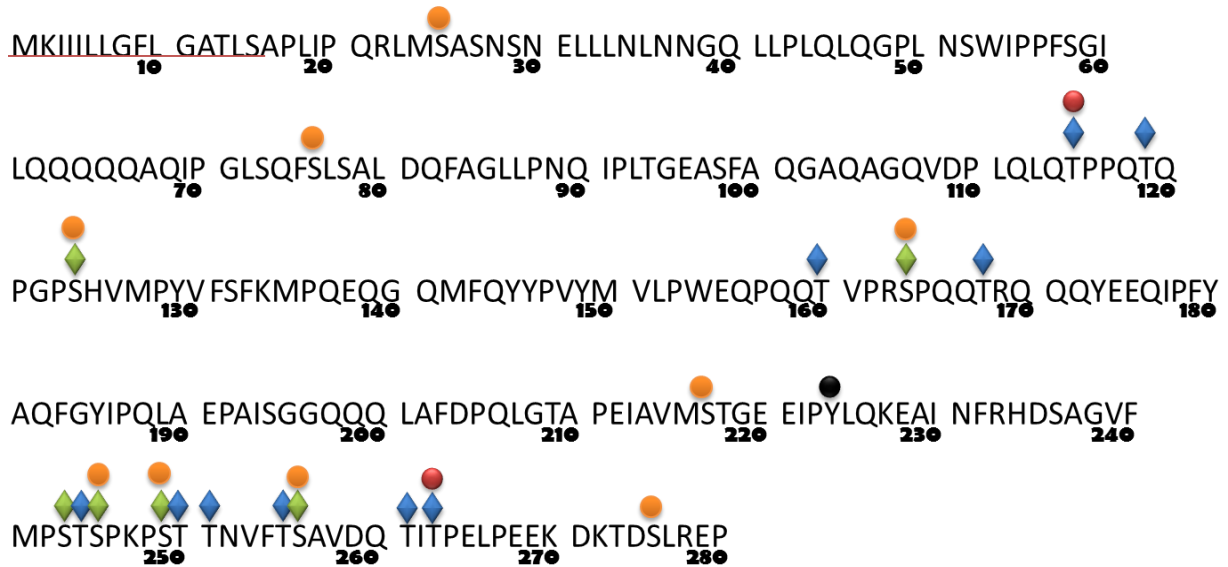 MKIIILLGFL GATLSAPLIP QRLMSASNSN ELLLNLNNGQ LLPLQLQGPL NSWIPPFSGI
10 20 30 40 50 60
LQQQQQAQIP GLSQFSLSAL DQFAGLLPNQ IPLTGEASFA QGAQAGQVDP LQLQTPPQTQ
70 80 90 100 110 120
PGPSHVMPYV FSFKMPQEQG QMFQYYPVYM VLPWEQPQQT VPRSPQQTRQ QQYEEQIPFY
130 140 150 160 170 180
AQFGYIPQLA EPAISGGQQQ LAFDPQLGTA PEIAVMSTGE EIPYLQKEAI NFRHDSAGVF
190 200 210 220 230 240
MPSTSPKPST TNVFTSAVDQ TITPELPEEK DKTDSLREP
250 260 270 280